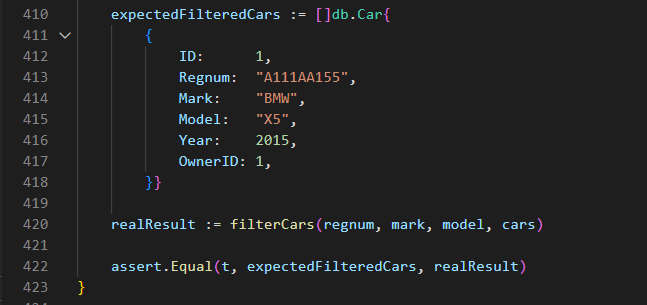 410 expectedFilteredCars := []db.Car{
411 {
412 ID: 1,
413 Regnum: "A111AA155",
414 Mark: "BMW",
415 Model: "X5",
416 Year: 2015,
417 OwnerID: 1,
418 }}
419
420 realResult := filterCars(regnum, mark, model, cars)
421
422 assert.Equal(t, expectedFilteredCars, realResult)
423 }